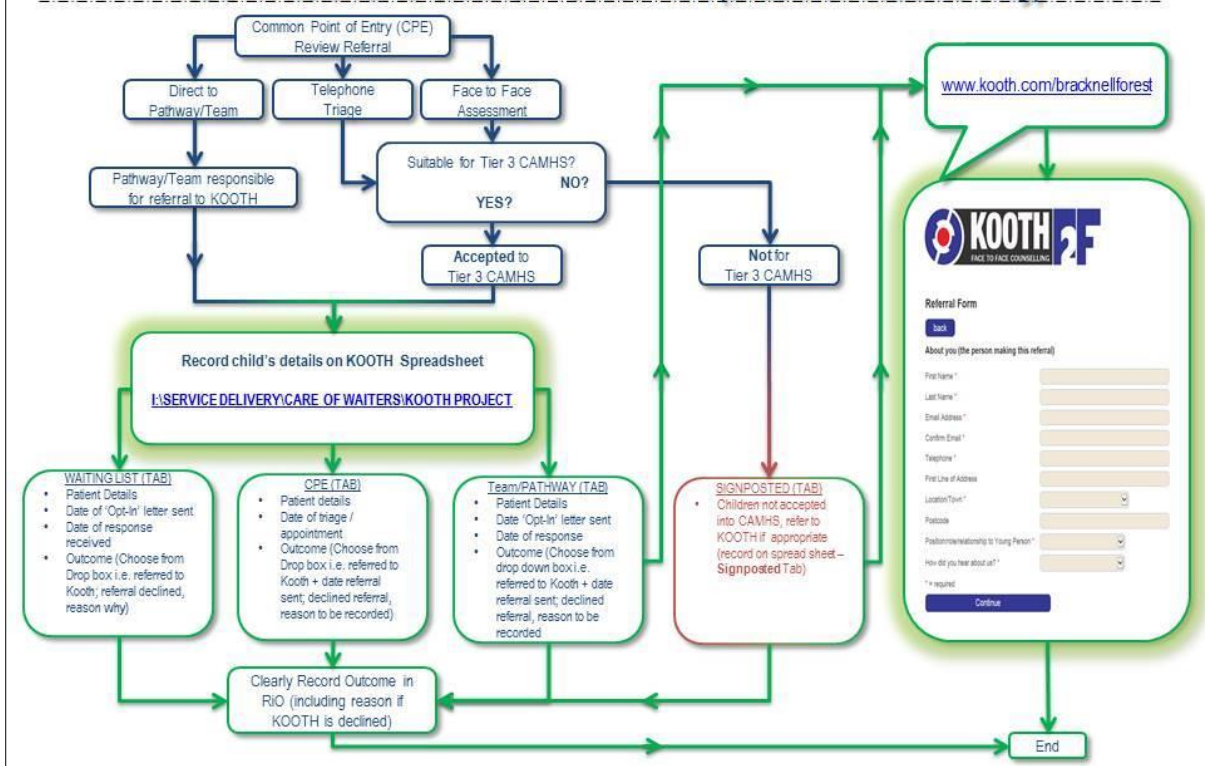 Common Point of Entry (CPE)
Review Referral
Direct to
Pathway/Team
Telephone
Triage
Face to Face
Assessment
Pathway/Team responsible
for referral to KOOTH
Suitable for Tier 3 CAMHS?
NO?
YES?
Accepted to
Tier 3 CAMHS
Not for
Tier 3 CAMHS
Record child's details on KOOTH Spreadsheet
I:\SERVICE DELIVERY\CARE OF WAITERS\KOOTH PROJECT
WAITING LIST (TAB)
• Patient Details
• Date of 'Opt-In' letter sent
• Date of response
received
• Outcome (Choose from
Drop box i.e. referred to
Kooth; referral declined,
reason why)
CPE (TAB)
• Patient details
• Date of triage /
appointment
• Outcome (Choose from
Drop box i.e. referred to
Kooth + date referral
sent; declined referral,
reason to be recorded)
Team/PATHWAY (TAB)
• Patient Details
• Date 'Opt-In' letter sent
• Date of response
• Outcome (Choose from
drop down box i.e.
referred to Kooth + date
referral sent; declined
referral, reason to be
recorded
SIGNPOSTED (TAB)
• Children not accepted
into CAMHS, refer to
KOOTH if appropriate
(record on spread sheet –
Signposted Tab)
Clearly Record Outcome in
RiO (including reason if
KOOTH is declined)
www.kooth.com/bracknellforest
KOOTH F2F
FACE TO FACE COUNSELLING
Referral Form
back
About you (the person making this referral)
First Name *
Last Name *
Email Address *
Confirm Email *
Telephone *
First Line of Address
Location/Town *
Postcode
Position/role/relationship to Young Person *
How did you hear about us? *
* = required
Continue
End